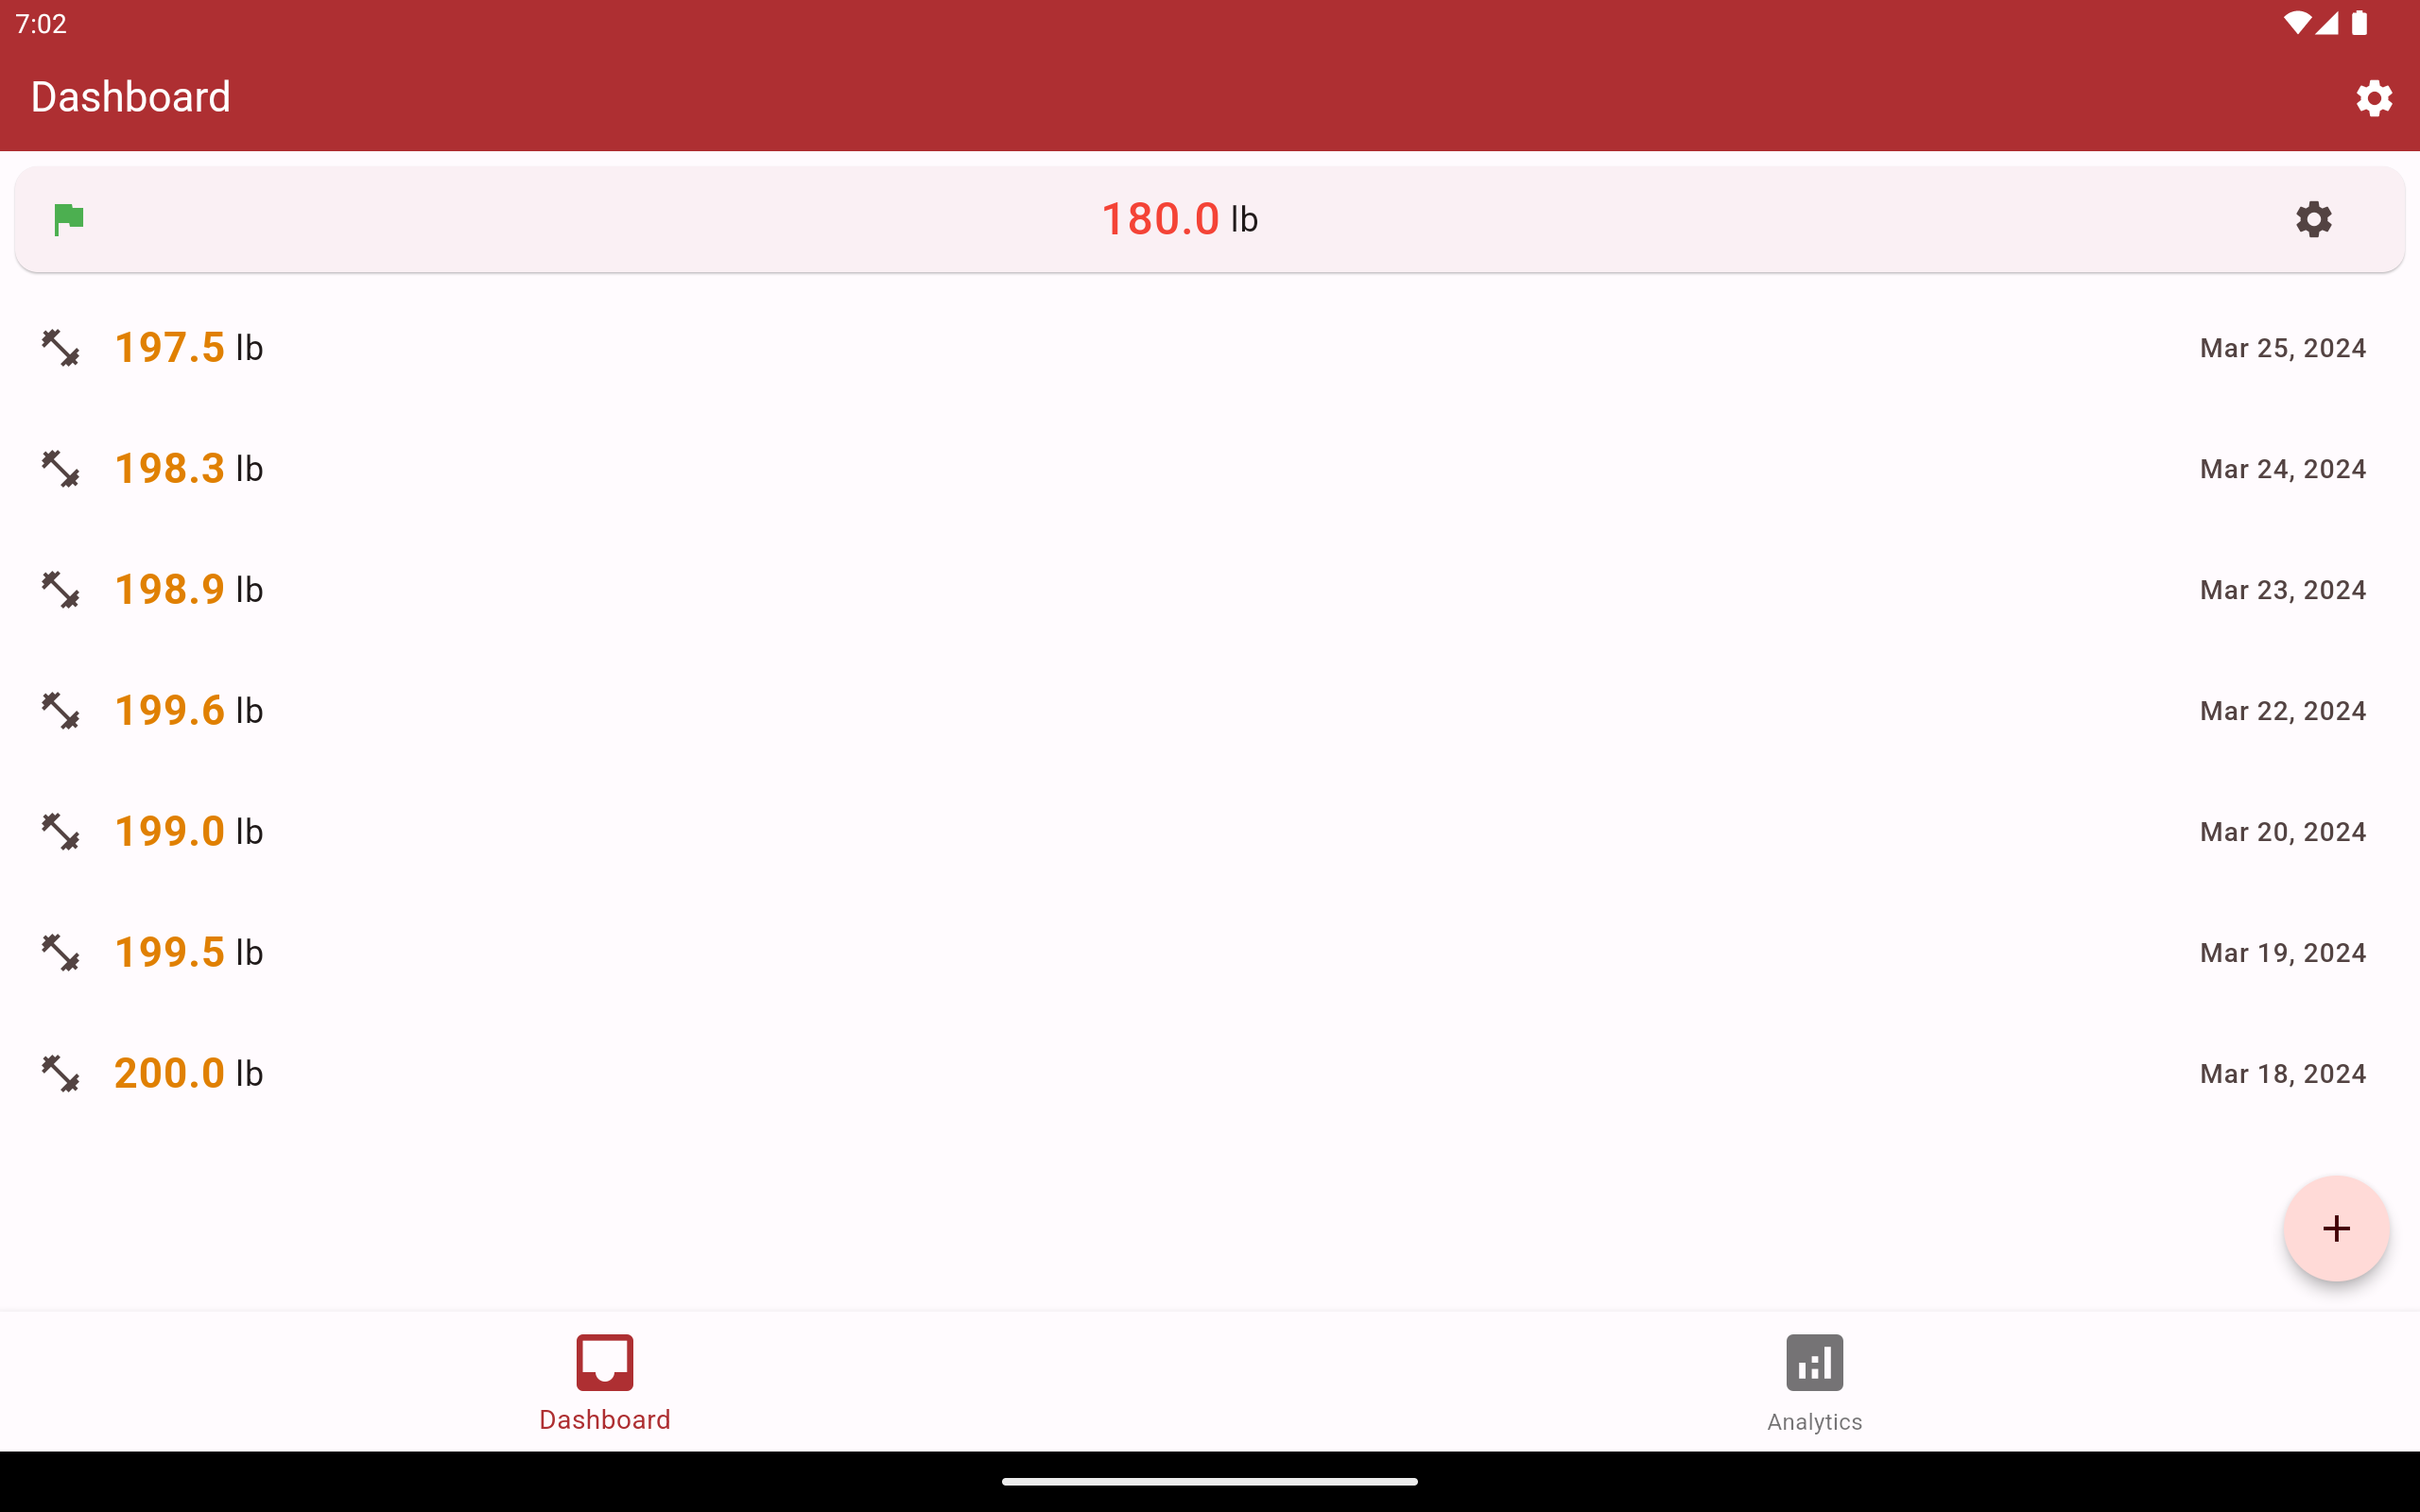 7:02
Dashboard
180.0 lb
197.5 lb Mar 25, 2024
198.3 lb Mar 24, 2024
198.9 lb Mar 23, 2024
199.6 lb Mar 22, 2024
199.0 lb Mar 20, 2024
199.5 lb Mar 19, 2024
200.0 lb Mar 18, 2024
Dashboard Analytics